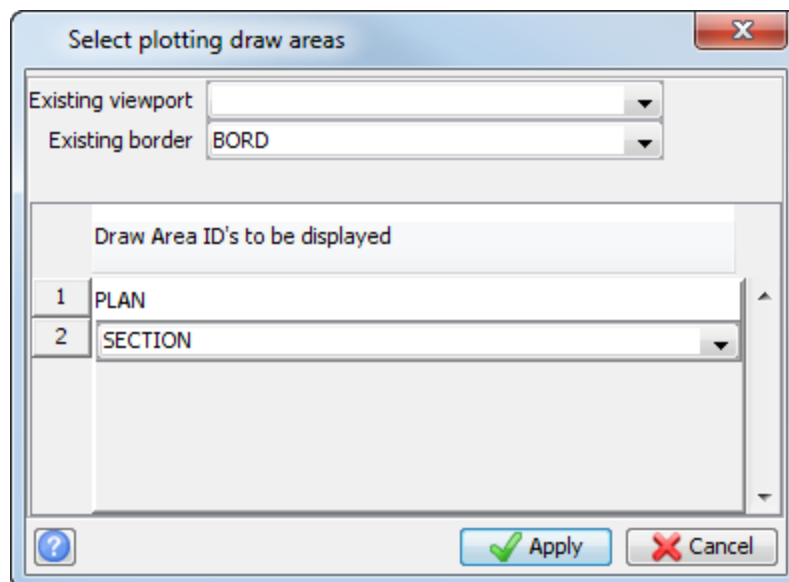 Select plotting draw areas
Existing viewport
Existing border BORD
Draw Area ID's to be displayed
1 PLAN
2 SECTION
Apply Cancel